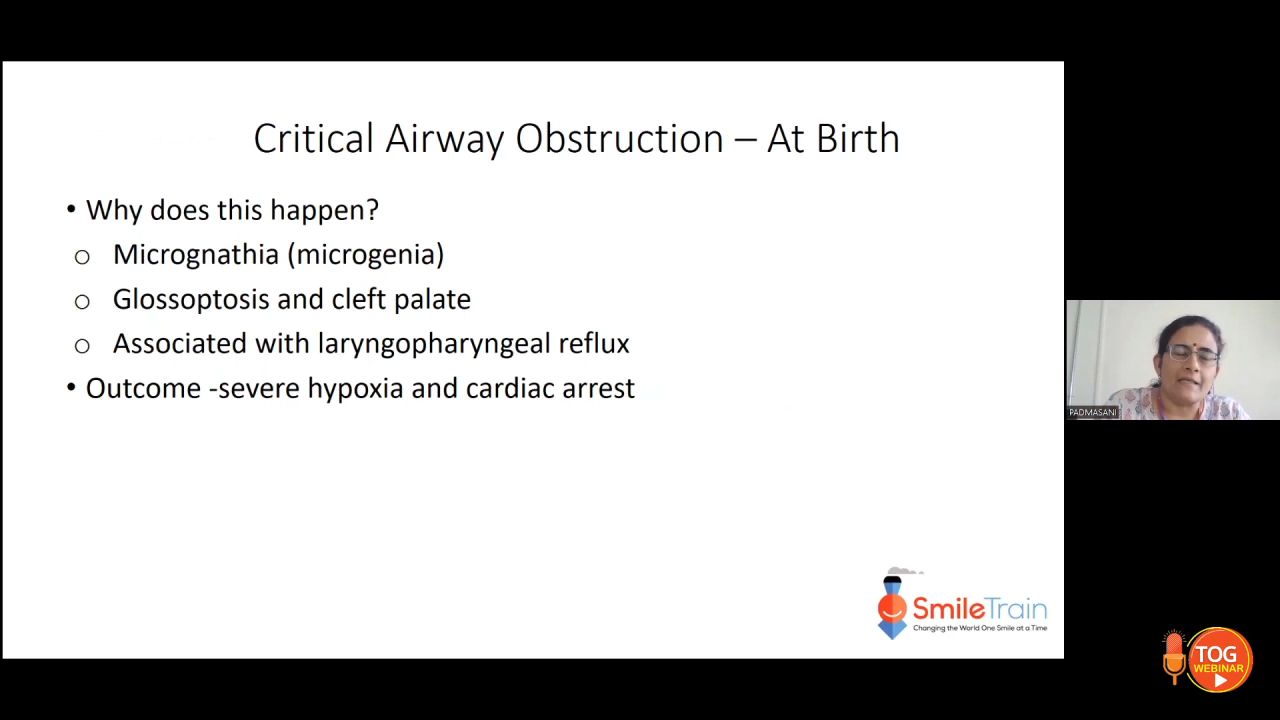 Critical Airway Obstruction – At Birth
• Why does this happen?
o Micrognathia (microgenia)
o Glossoptosis and cleft palate
o Associated with laryngopharyngeal reflux
• Outcome -severe hypoxia and cardiac arrest
PADMASANI
SmileTrain
Changing the World One Smile at a Time
TOG
WEBINAR